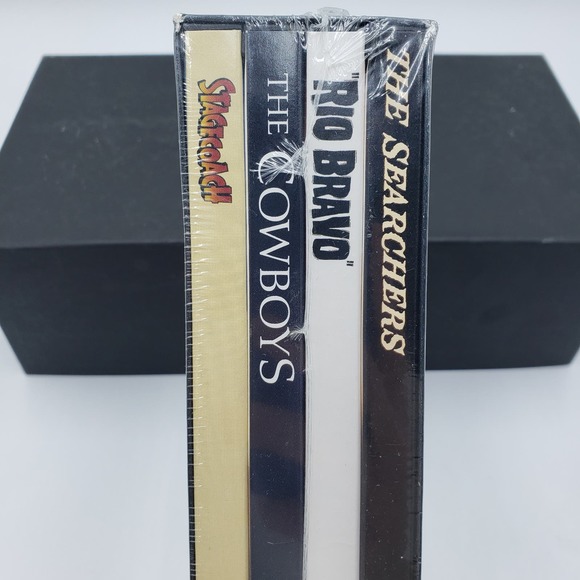 STAGECOACH
THE COWBOYS
"RIO BRAVO"
THE SEARCHERS